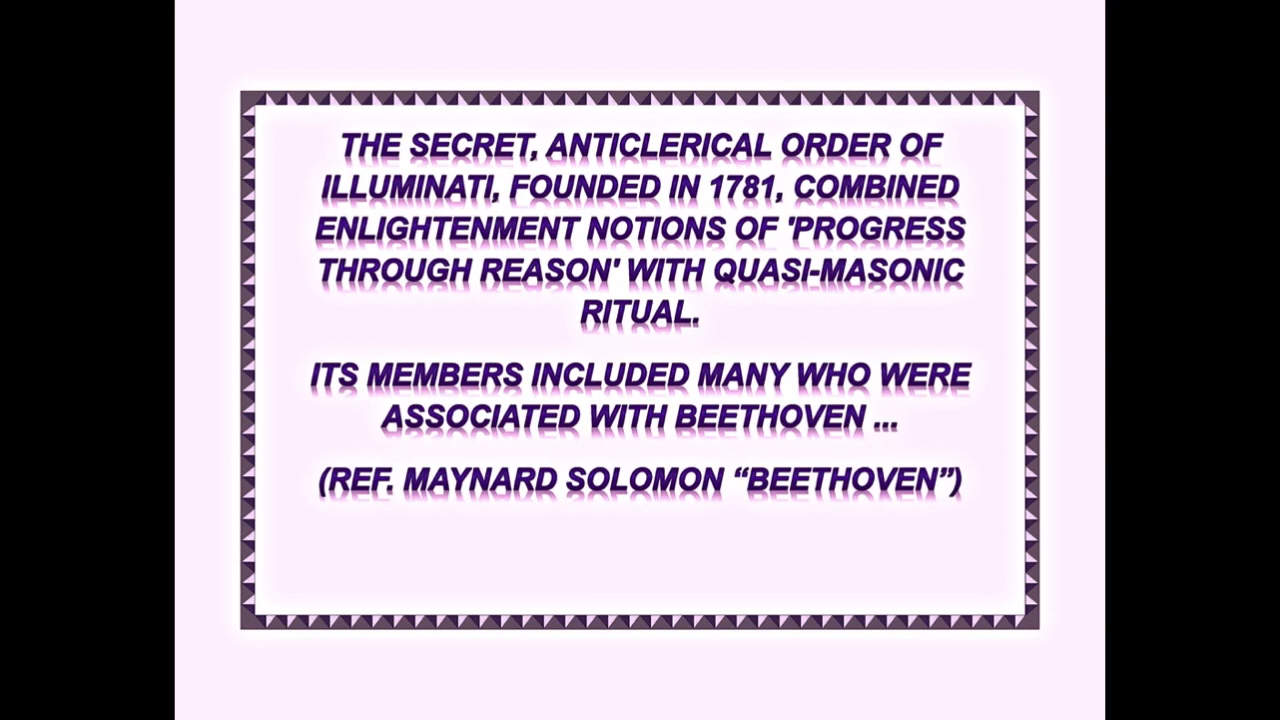 THE SECRET, ANTICLERICAL ORDER OF
ILLUMINATI, FOUNDED IN 1781, COMBINED
ENLIGHTENMENT NOTIONS OF 'PROGRESS
THROUGH REASON' WITH QUASI-MASONIC
RITUAL.
ITS MEMBERS INCLUDED MANY WHO WERE
ASSOCIATED WITH BEETHOVEN ...
(REF. MAYNARD SOLOMON “BEETHOVEN”)